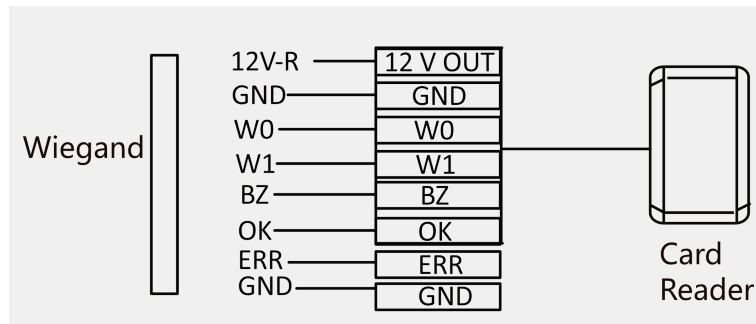 12V-R 12 V OUT
GND GND
W0 W0
Wiegand
W1 W1
BZ BZ
OK OK
ERR ERR
GND GND
Card
Reader